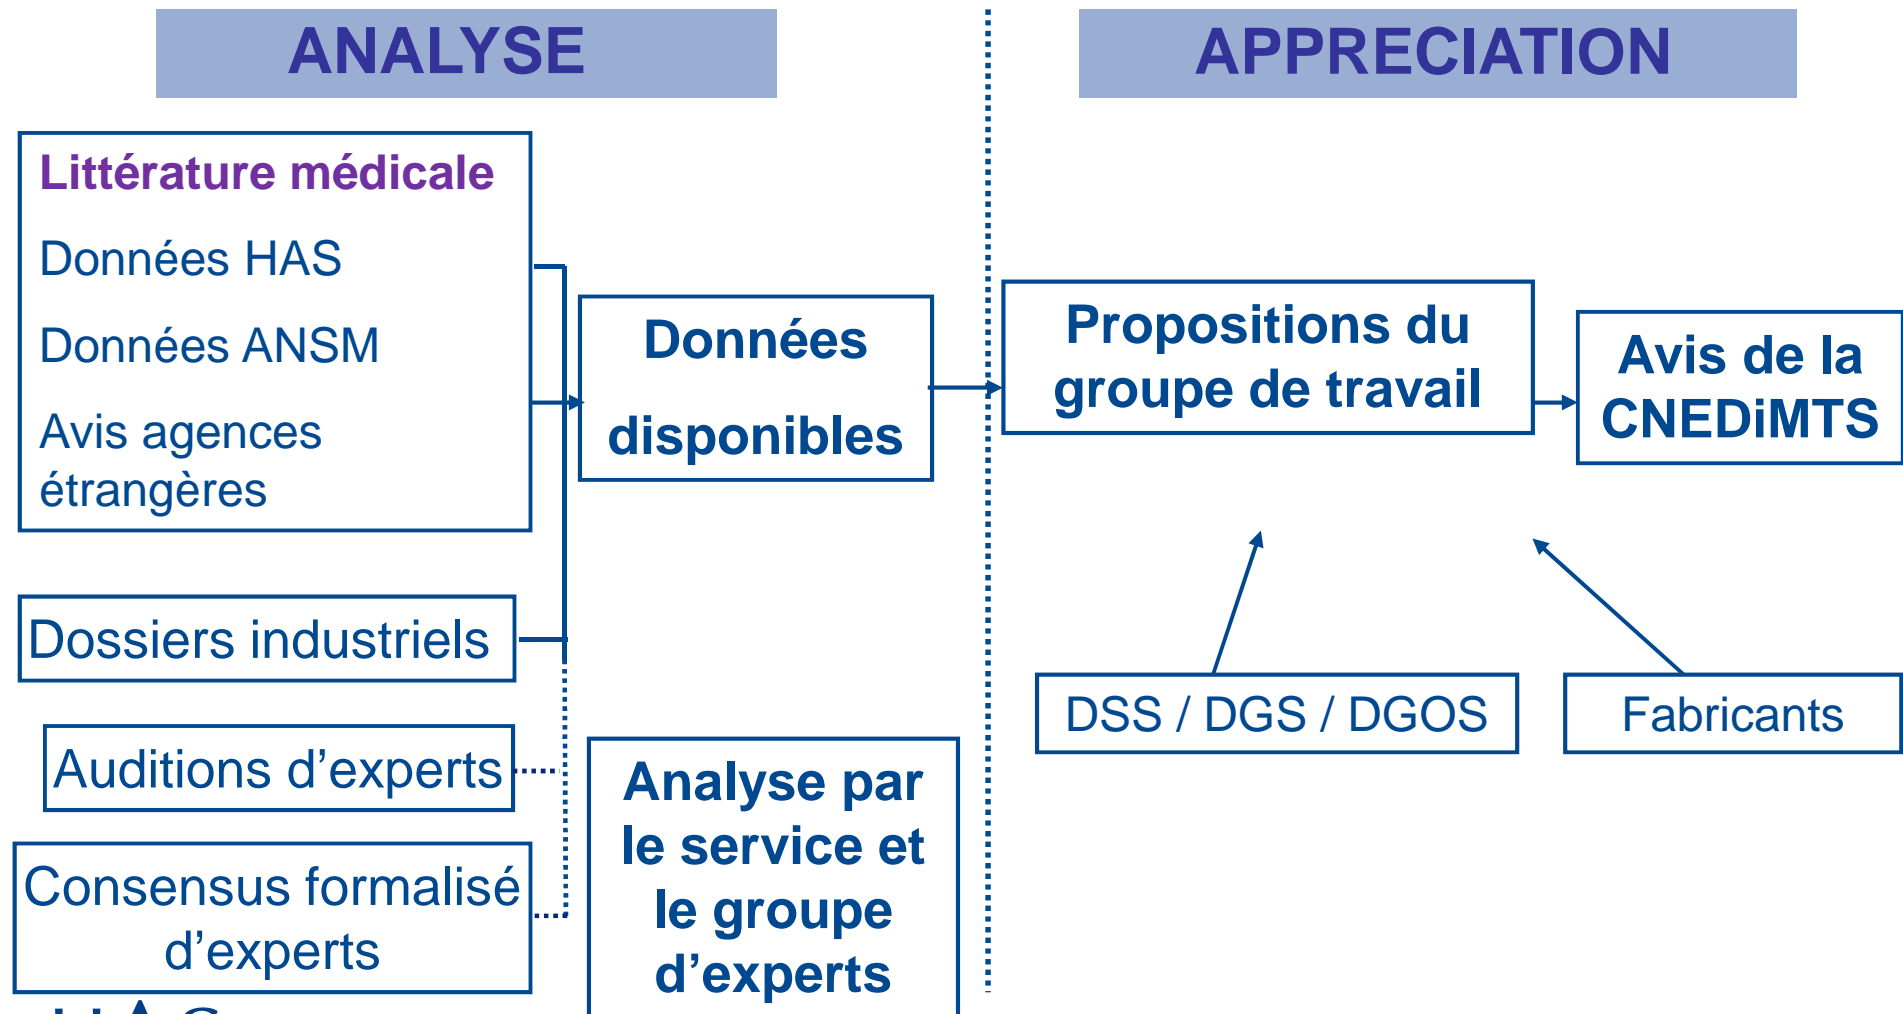 ANALYSE
Littérature médicale
Données HAS
Données ANSM
Avis agences
étrangères
Dossiers industriels
Auditions d’experts
Consensus formalisé
d’experts
Données
disponibles
Analyse par
le service et
le groupe
d’experts
APPRECIATION
Propositions du
groupe de travail
Avis de la
CNEDiMTS
DSS / DGS / DGOS
Fabricants